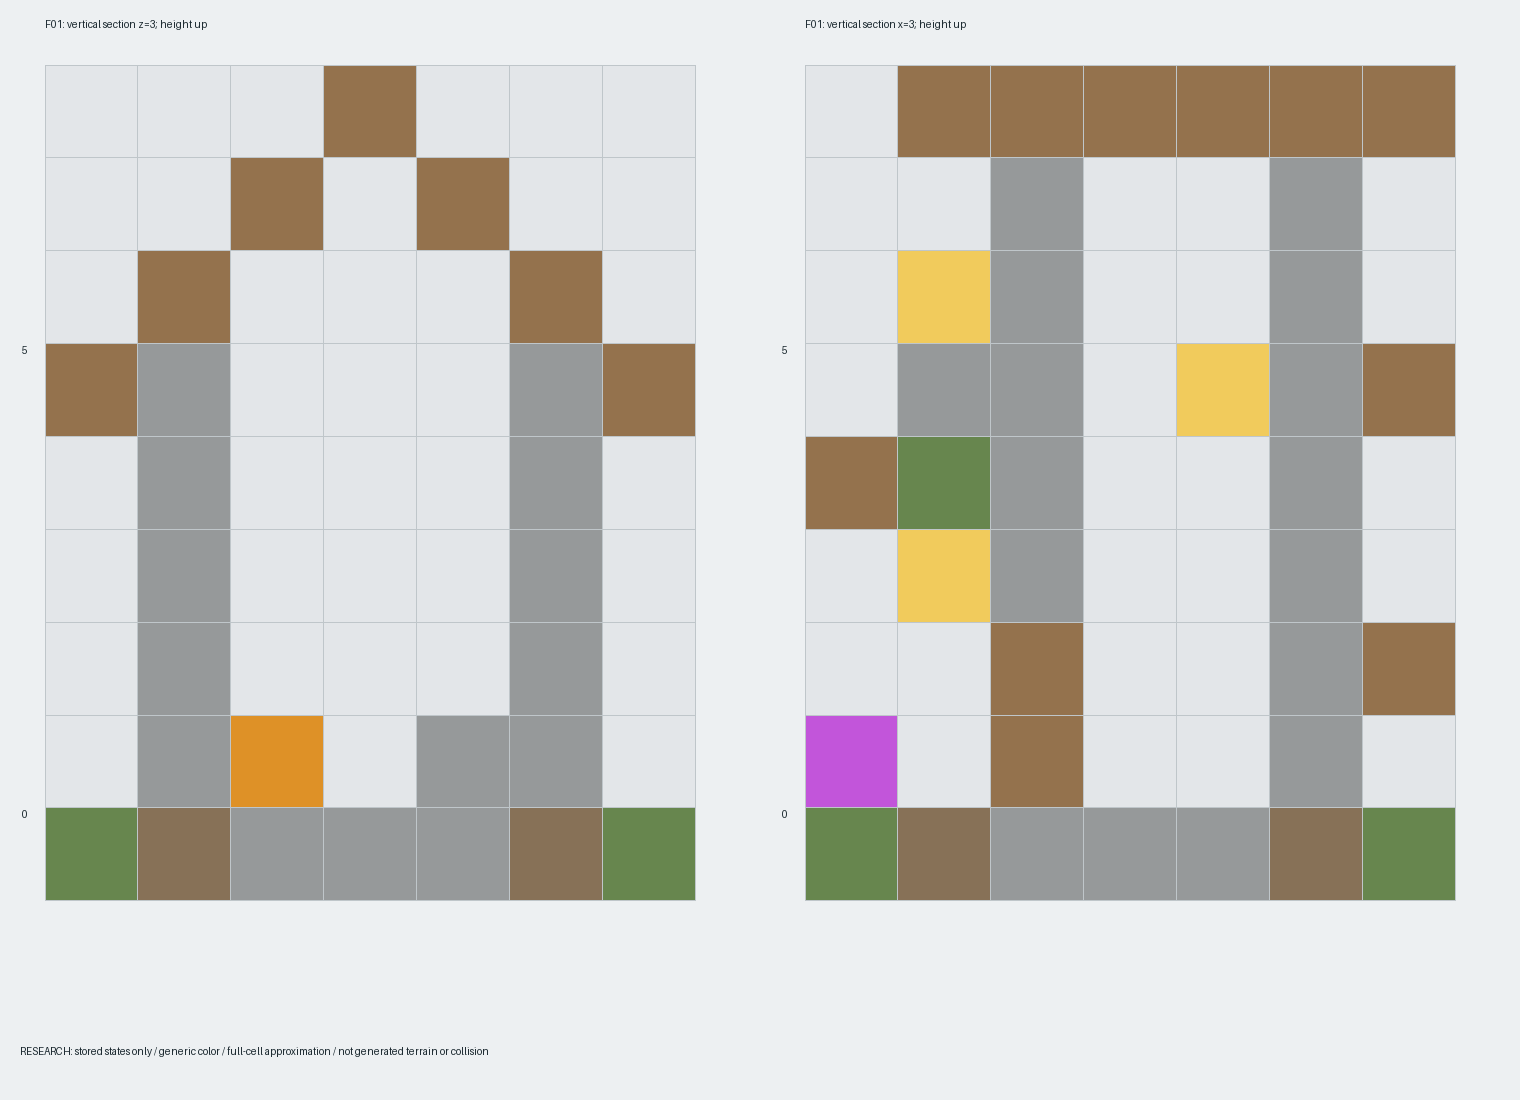 F01: vertical section z=3; height up
F01: vertical section x=3; height up
5
5
0
0
RESEARCH: stored states only / generic color / full-cell approximation / not generated terrain or collision